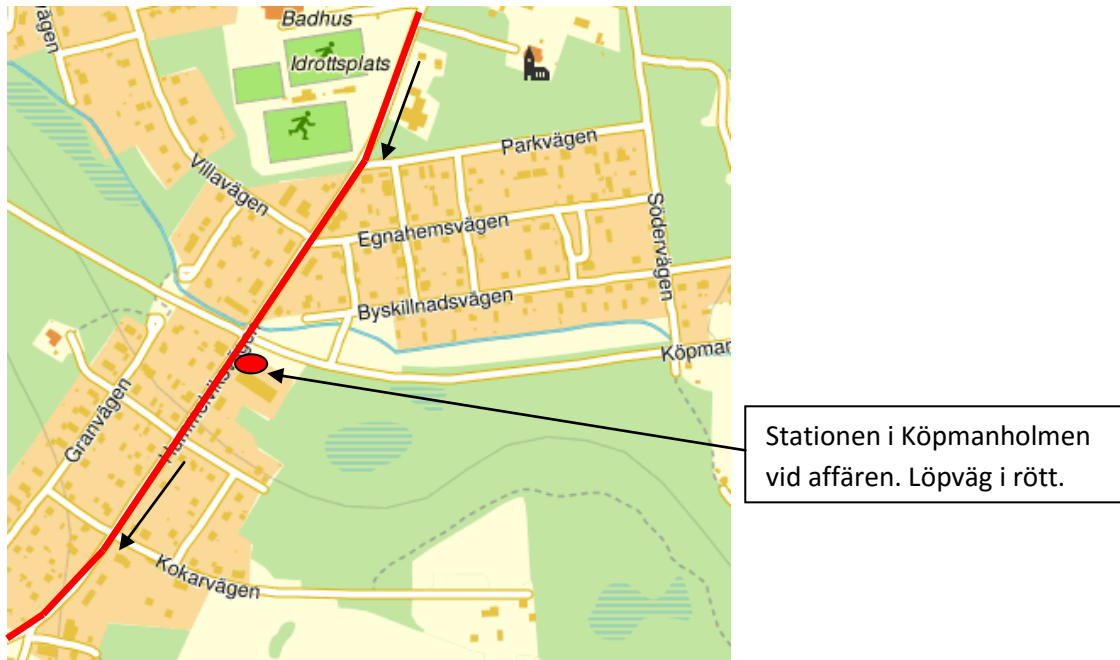 Badhus
Idrottsplats
Parkvägen
Villavägen
Egnahemsvägen
Södervägen
Byskillnadsvägen
Köpman
Granvägen
Stationen i Köpmanholmen
vid affären. Löpväg i rött.
Kokarvägen